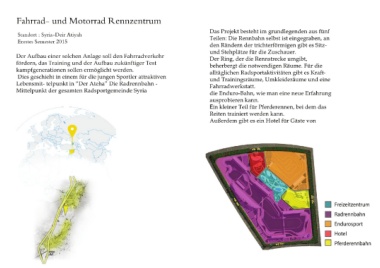 Fahrrad- und Motorrad Rennzentrum
Standort : Syria-Deir Atiyah
Erstes Semester 2015
Der Aufbau einer solchen Anlage soll den Fahrradverkehr
fördern, das Training und der Aufbau zukünftiger Test
kampfgenerationen sollen ermöglicht werden.
Dies geschieht in einem für die jungen Sportler attraktiven
Lebensmit- telpunkt in "Deer Atcha" Die Radrennbahn -
Mittelpunkt der gesamten Radsportgemeinde Syria
Das Projekt besteht im grundlegenden aus fünf
Teilen: Die Rennbahn selbst ist eingegraben, an
den Rändern der trichterförmigen gibt es Sitz-
und Stehplätze für die Zuschauer.
Der Ring, der die Rennstrecke umgibt,
beherbergt die notwendigen Räume. Für die
alltäglichen Radsportaktivitäten gibt es Kraft-
und Trainingsräume, Umkleideräume und eine
Fahrradwerkstatt.
die Enduro-Bahn, wie man eine neue Erfahrung
ausprobieren kann.
Ein kleiner Teil für Pferderennen, bei dem das
Reiten trainiert werden kann.
Außerdem gibt es ein Hotel für Gäste von
Freizeitzentrum
Radrennbahn
Endurosport
Hotel
Pferderennbahn